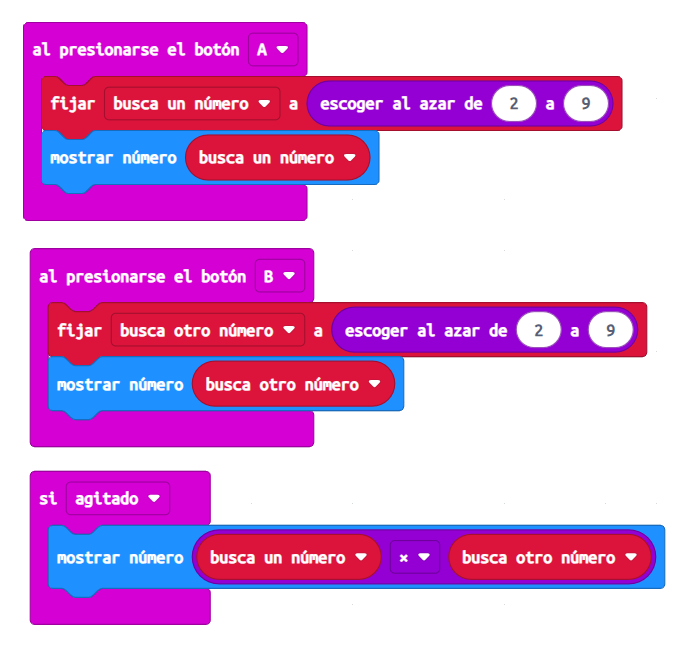 al presionarse el botón A
fijar busca un número a escoger al azar de 2 a 9
mostrar número busca un número
al presionarse el botón B
fijar busca otro número a escoger al azar de 2 a 9
mostrar número busca otro número
si agitado
mostrar número busca un número × busca otro número